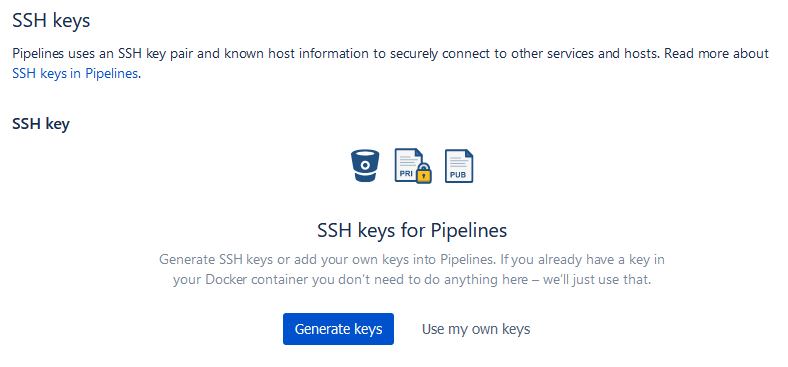 SSH keys
Pipelines uses an SSH key pair and known host information to securely connect to other services and hosts. Read more about
SSH keys in Pipelines.
SSH key
PRI
PUB
SSH keys for Pipelines
Generate SSH keys or add your own keys into Pipelines. If you already have a key in
your Docker container you don’t need to do anything here – we’ll just use that.
Generate keys
Use my own keys